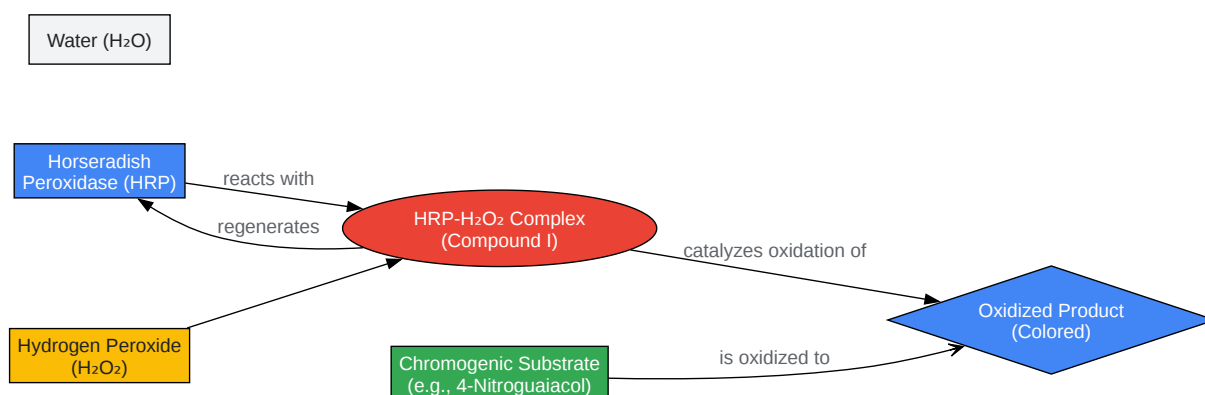 Water (H₂O)
Horseradish
Peroxidase (HRP)
reacts with
regenerates
HRP-H₂O₂ Complex
(Compound I)
catalyzes oxidation of
Oxidized Product
(Colored)
Hydrogen Peroxide
(H₂O₂)
Chromogenic Substrate
(e.g., 4-Nitroguaiacol)
is oxidized to